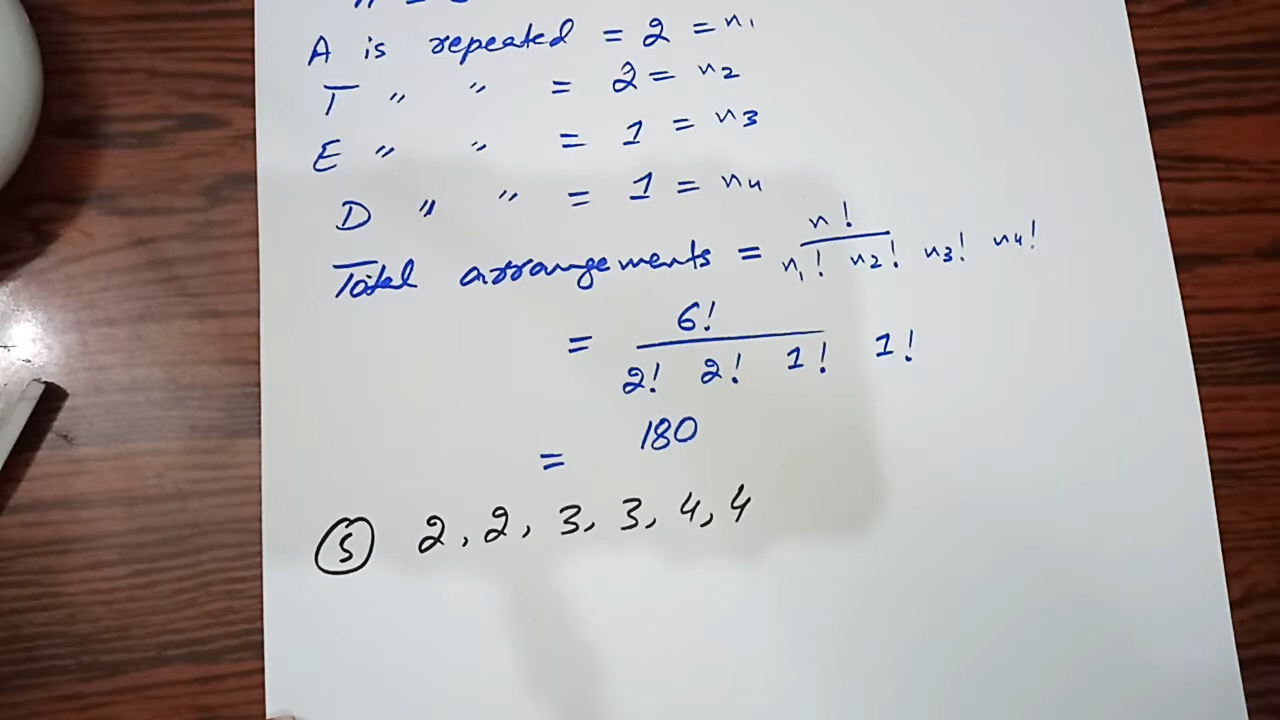 A is repeated = 2 = n₁
T " " = 2 = n₂
E " " = 1 = n₃
D " " = 1 = n₄
Total arrangements = n! / n₁! n₂! n₃! n₄!
= 6! / 2! 2! 1! 1!
= 180
⑤ 2, 2, 3, 3, 4, 4